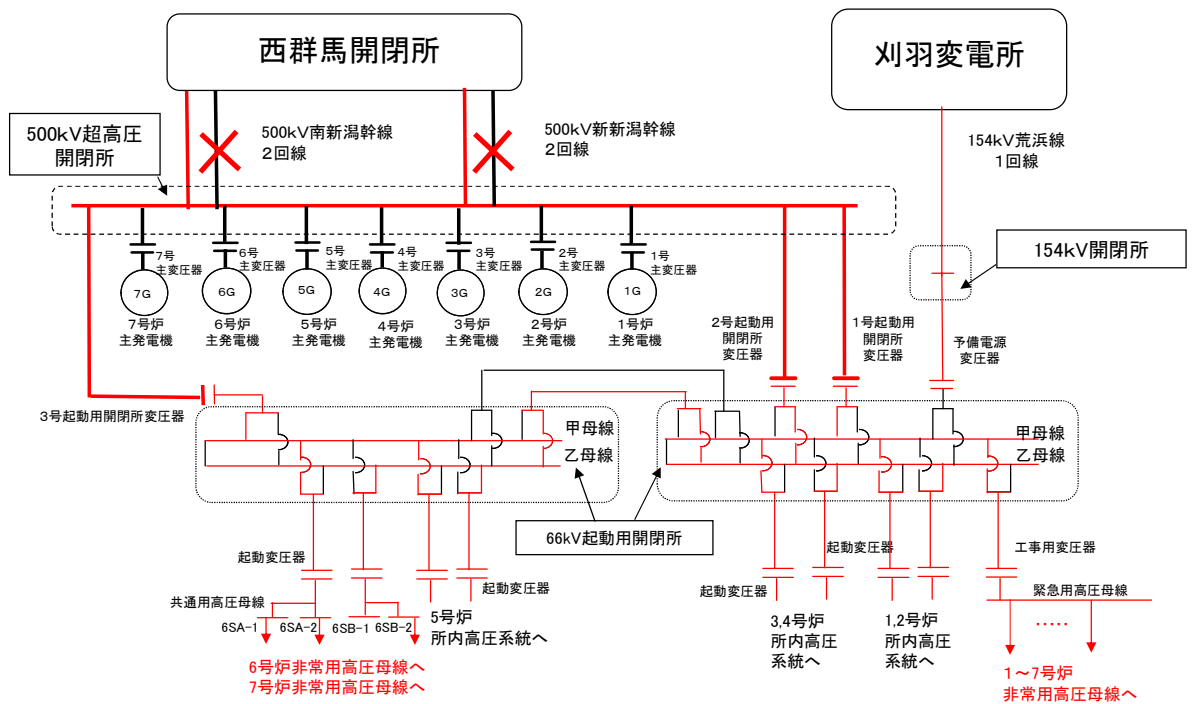 西群馬開閉所
刈羽変電所
500kV超高圧
開閉所
500kV南新潟幹線
2回線
500kV新新潟幹線
2回線
154kV荒浜線
1回線
154kV開閉所
7号
主変圧器
6号
主変圧器
5号
主変圧器
4号
主変圧器
3号
主変圧器
2号
主変圧器
1号
主変圧器
7G
6G
5G
4G
3G
2G
1G
7号炉
主発電機
6号炉
主発電機
5号炉
主発電機
4号炉
主発電機
3号炉
主発電機
2号炉
主発電機
1号炉
主発電機
2号起動用
開閉所
変圧器
1号起動用
開閉所
変圧器
予備電源
変圧器
3号起動用開閉所変圧器
甲母線
乙母線
甲母線
乙母線
66kV起動用開閉所
起動変圧器
起動変圧器
起動変圧器
起動変圧器
工事用変圧器
共通用高圧母線
緊急用高圧母線
6SA-1
6SA-2
6SB-1
6SB-2
5号炉
所内高圧系統へ
3,4号炉
所内高圧
系統へ
1,2号炉
所内高圧
系統へ
・・・・・
6号炉非常用高圧母線へ
7号炉非常用高圧母線へ
1～7号炉
非常用高圧母線へ